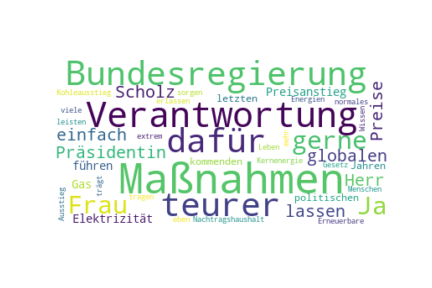 Bundesregierung
Kohleausstieg Scholz sorgen Preisanstieg
erlassen letzten Energien normales
viele Verantwortung Wissen Preise
leisten einfach extrem dafür gerne
Präsidentin kommenden leben globalen
führen Kernenergie Gesetz Jahren
Gas trägt Maßnahmen Herr Menschen
Ausstieg Frau tragen teurer politischen lassen Ja
Elektrizität eben Nachtragshaushalt Erneuerbare